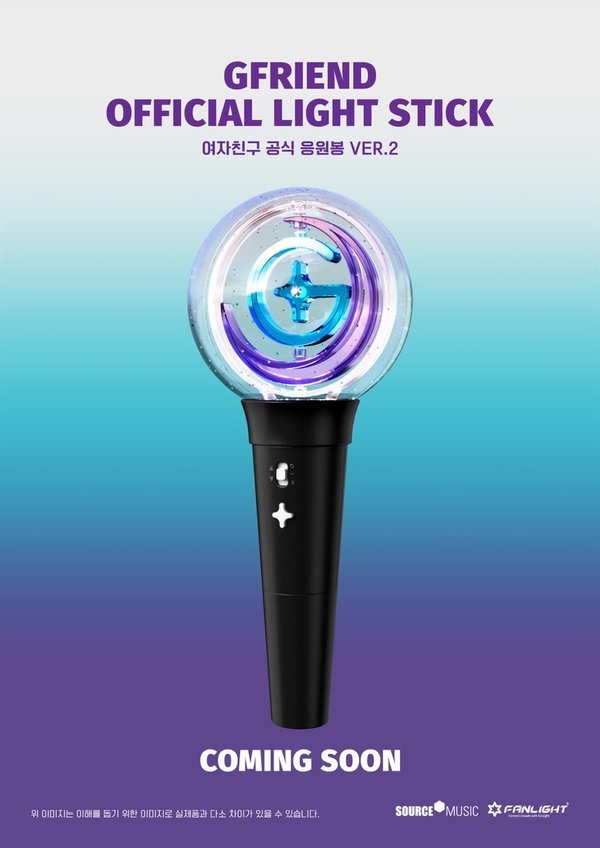 GFRIEND
OFFICIAL LIGHT STICK
여자친구 공식 응원봉 VER.2
COMING SOON
위 이미지는 이해를 돕기 위한 이미지로 실제품과 다소 차이가 있을 수 있습니다.
SOURCE MUSIC
FANLIGHT
Connect Crowds with FanLight